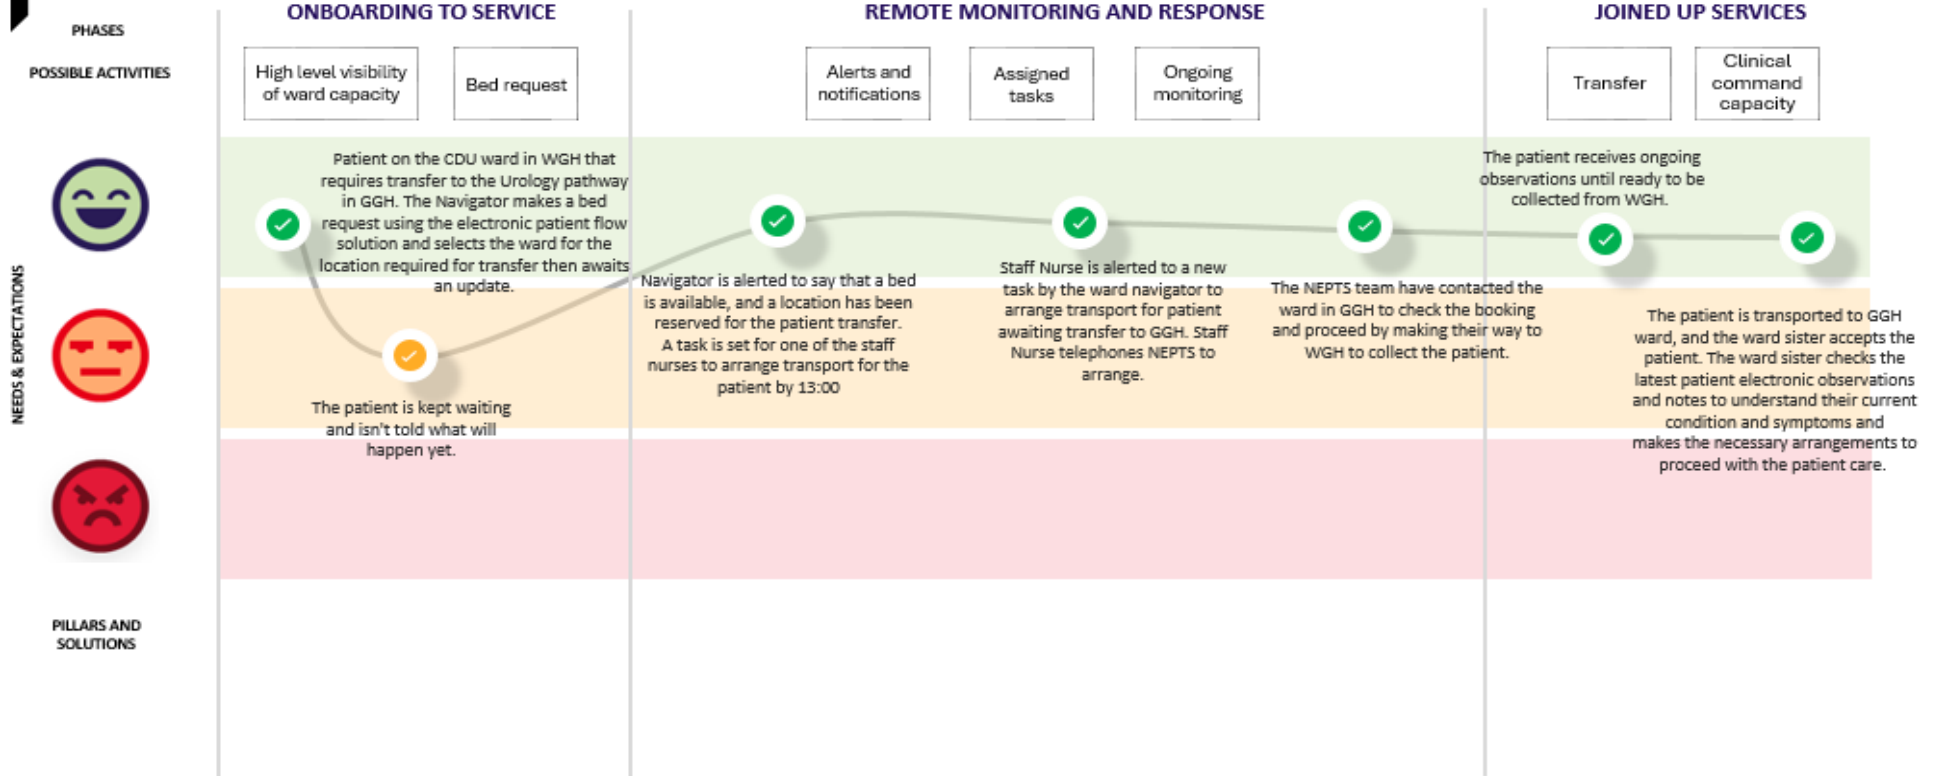 ONBOARDING TO SERVICE
REMOTE MONITORING AND RESPONSE
JOINED UP SERVICES
PHASES
POSSIBLE ACTIVITIES
High level visibility
of ward capacity
Bed request
Alerts and
notifications
Assigned
tasks
Ongoing
monitoring
Transfer
Clinical
command
capacity
NEEDS & EXPECTATIONS
Patient on the CDU ward in WGH that
requires transfer to the Urology pathway
in GGH. The Navigator makes a bed
request using the electronic patient flow
solution and selects the ward for the
location required for transfer then awaits
an update.
The patient is kept waiting
and isn't told what will
happen yet.
Navigator is alerted to say that a bed
is available, and a location has been
reserved for the patient transfer.
A task is set for one of the staff
nurses to arrange transport for the
patient by 13:00
Staff Nurse is alerted to a new
task by the ward navigator to
arrange transport for patient
awaiting transfer to GGH. Staff
Nurse telephones NEPTS to
arrange.
The NEPTS team have contacted the
ward in GGH to check the booking
and proceed by making their way to
WGH to collect the patient.
The patient receives ongoing
observations until ready to be
collected from WGH.
The patient is transported to GGH
ward, and the ward sister accepts the
patient. The ward sister checks the
latest patient electronic observations
and notes to understand their current
condition and symptoms and
makes the necessary arrangements to
proceed with the patient care.
PILLARS AND
SOLUTIONS